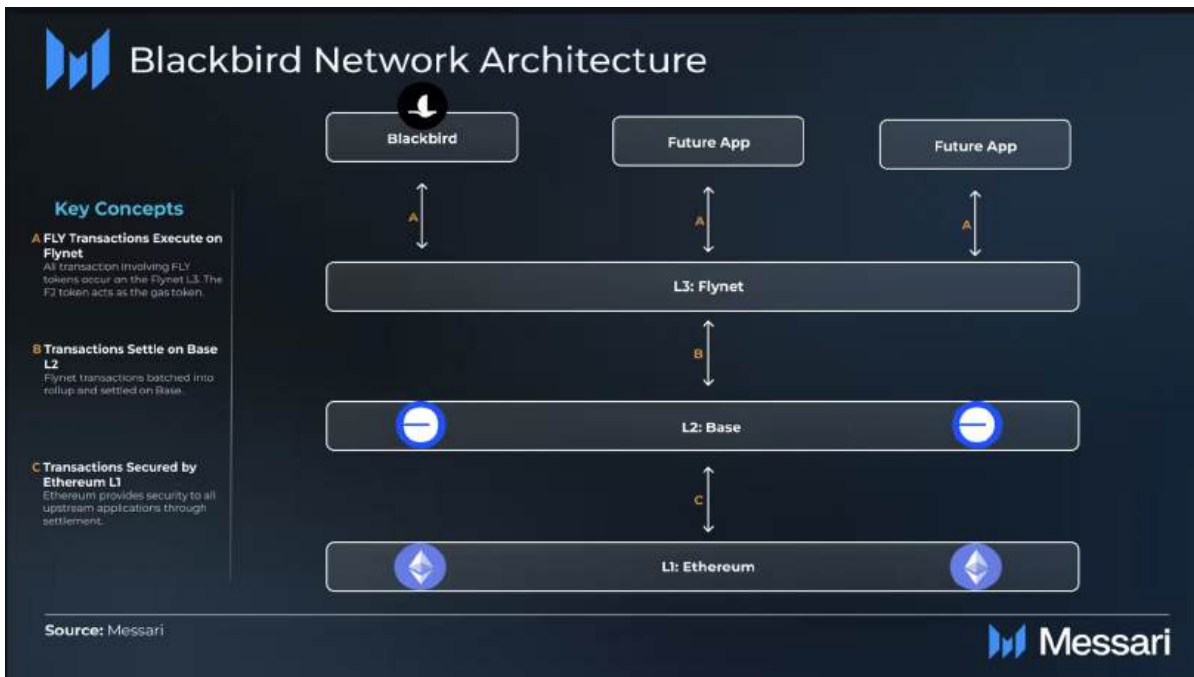 Blackbird Network Architecture
Blackbird
Future App
Future App
Key Concepts
A FLY Transactions Execute on
Flynet
All transaction involving FLY
tokens occur on the Flynet L3. The
F2 token acts as the gas token.
A
A
A
L3: Flynet
B Transactions Settle on Base
L2
Flynet transactions batched into
rollup and settled on Base.
B
L2: Base
C Transactions Secured by
Ethereum L1
Ethereum provides security to all
upstream applications through
settlement.
C
L1: Ethereum
Source: Messari
Messari